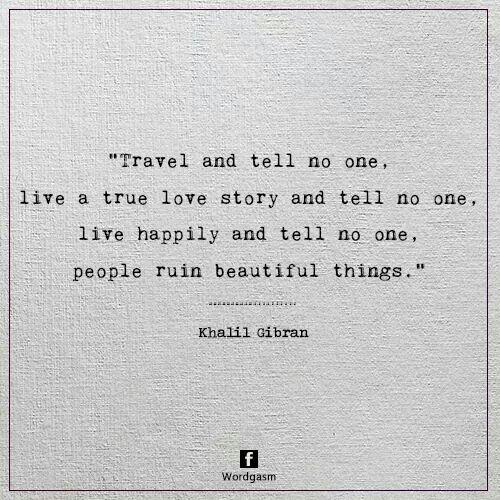 "Travel and tell no one,
live a true love story and tell no one,
live happily and tell no one,
people ruin beautiful things."
Khalil Gibran
f
Wordgasm